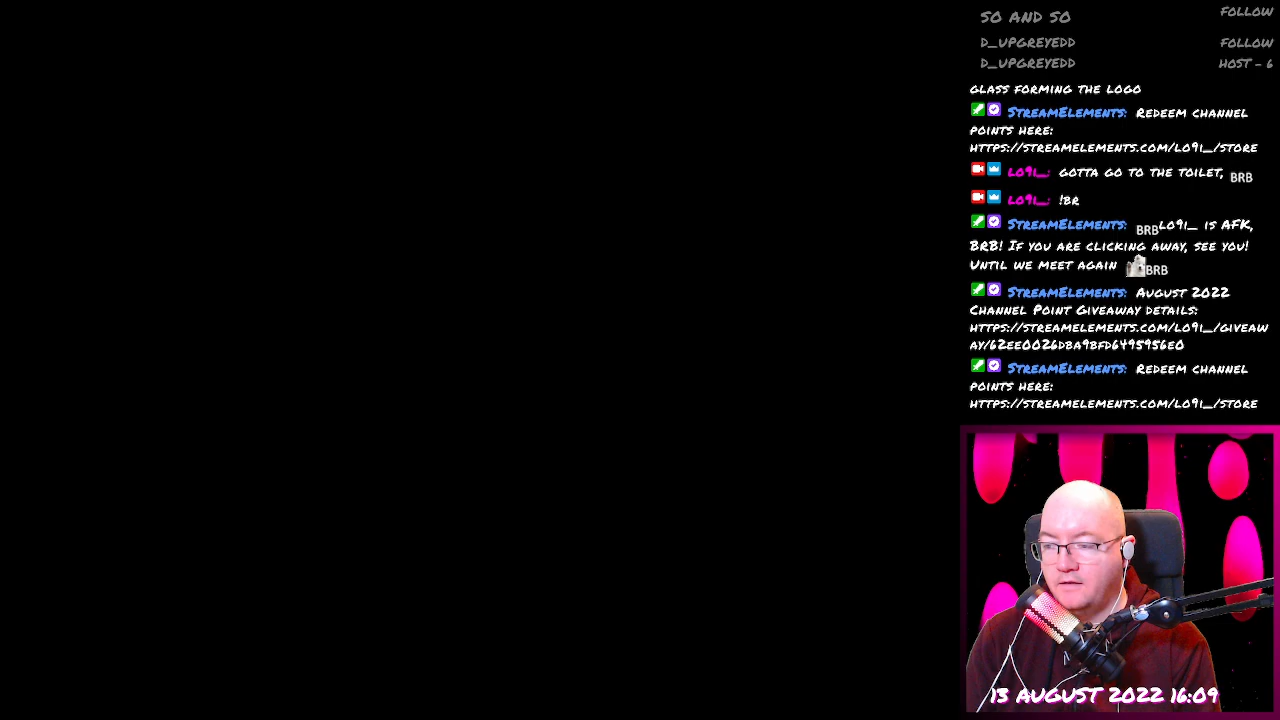 SO AND SO FOLLOW
D_UPGREYEDD FOLLOW
D_UPGREYEDD HOST - 6
GLASS FORMING THE LOGO
STREAMELEMENTS: REDEEM CHANNEL
POINTS HERE:
HTTPS://STREAMELEMENTS.COM/LO9I_/STORE
LO9I_: GOTTA GO TO THE TOILET, BRB
LO9I_: !BR
STREAMELEMENTS: BRB LO9I_ IS AFK,
BRB! IF YOU ARE CLICKING AWAY, SEE YOU!
UNTIL WE MEET AGAIN BRB
STREAMELEMENTS: AUGUST 2022
CHANNEL POINT GIVEAWAY DETAILS:
HTTPS://STREAMELEMENTS.COM/LO9I_/GIVEAW
AY/62EE0026DBA9BFD6495956E0
STREAMELEMENTS: REDEEM CHANNEL
POINTS HERE:
HTTPS://STREAMELEMENTS.COM/LO9I_/STORE
13 AUGUST 2022 16:09